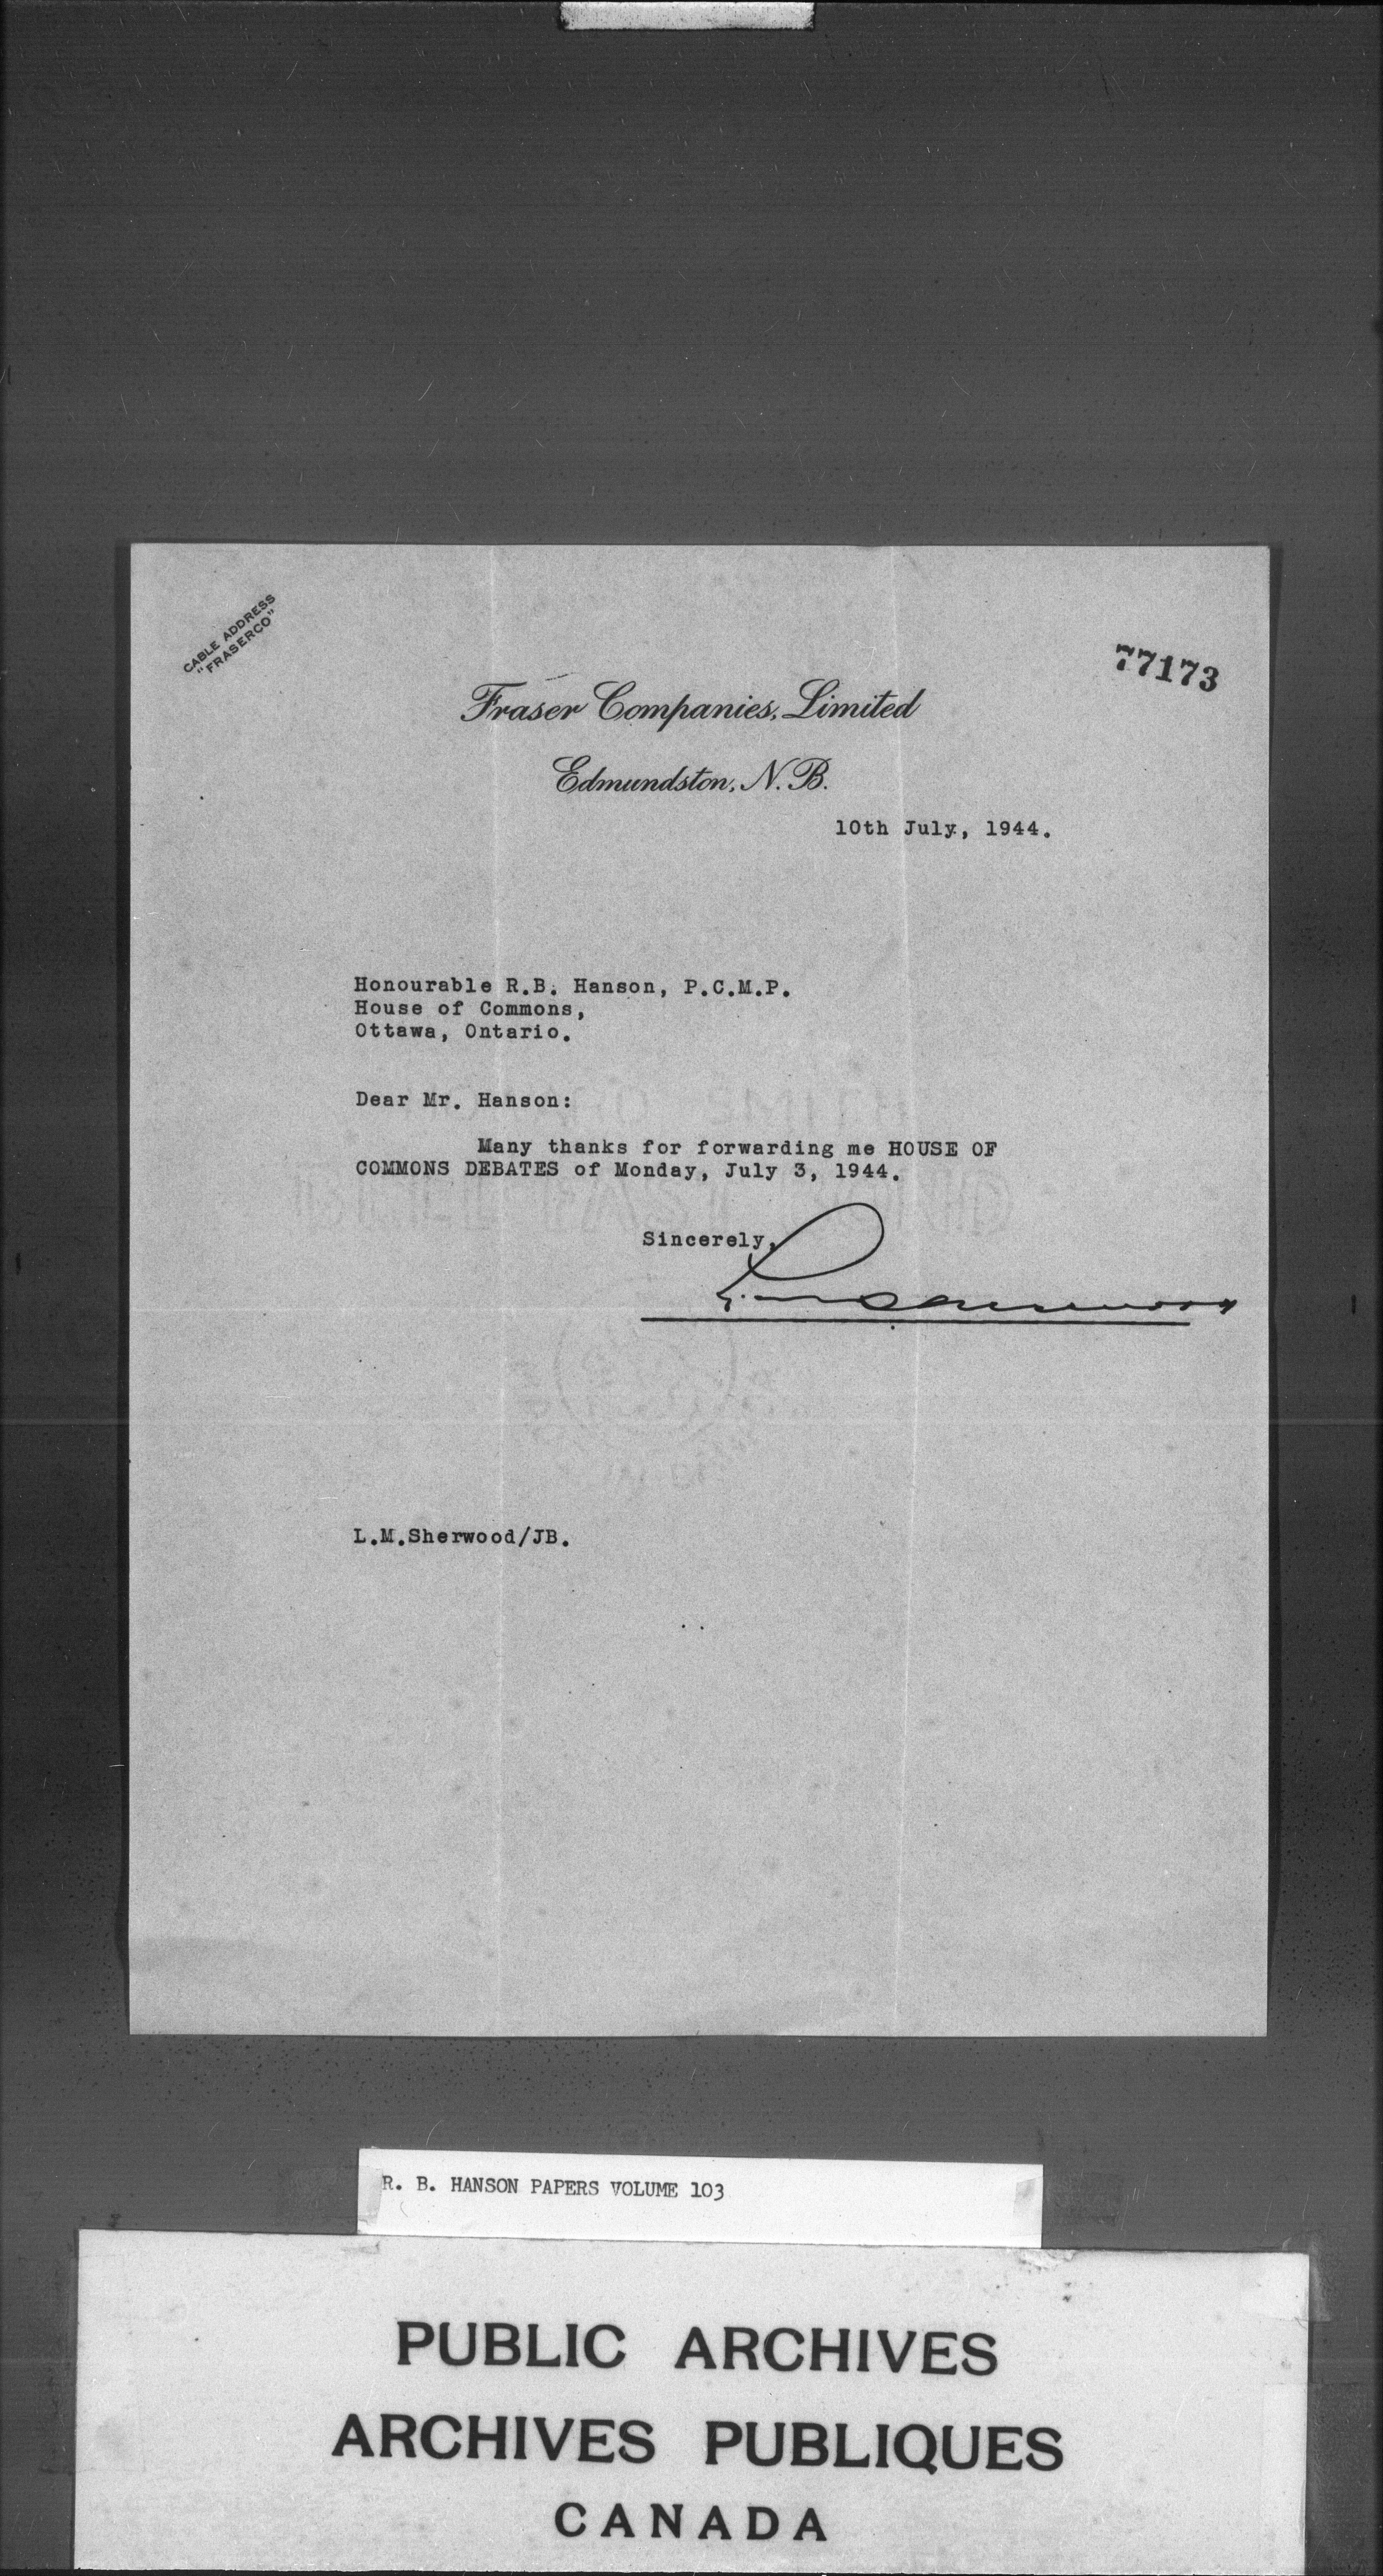 CABLE ADDRESS
"FRASERCO"
77173
Fraser Companies, Limited
Edmundston, N. B.
10th July, 1944.
Honourable R.B. Hanson, P.C.M.P.
House of Commons,
Ottawa, Ontario.
Dear Mr. Hanson:
Many thanks for forwarding me HOUSE OF
COMMONS DEBATES of Monday, July 3, 1944.
Sincerely,
L.M.Sherwood/JB.
R. B. HANSON PAPERS VOLUME 103
PUBLIC ARCHIVES
ARCHIVES PUBLIQUES
CANADA